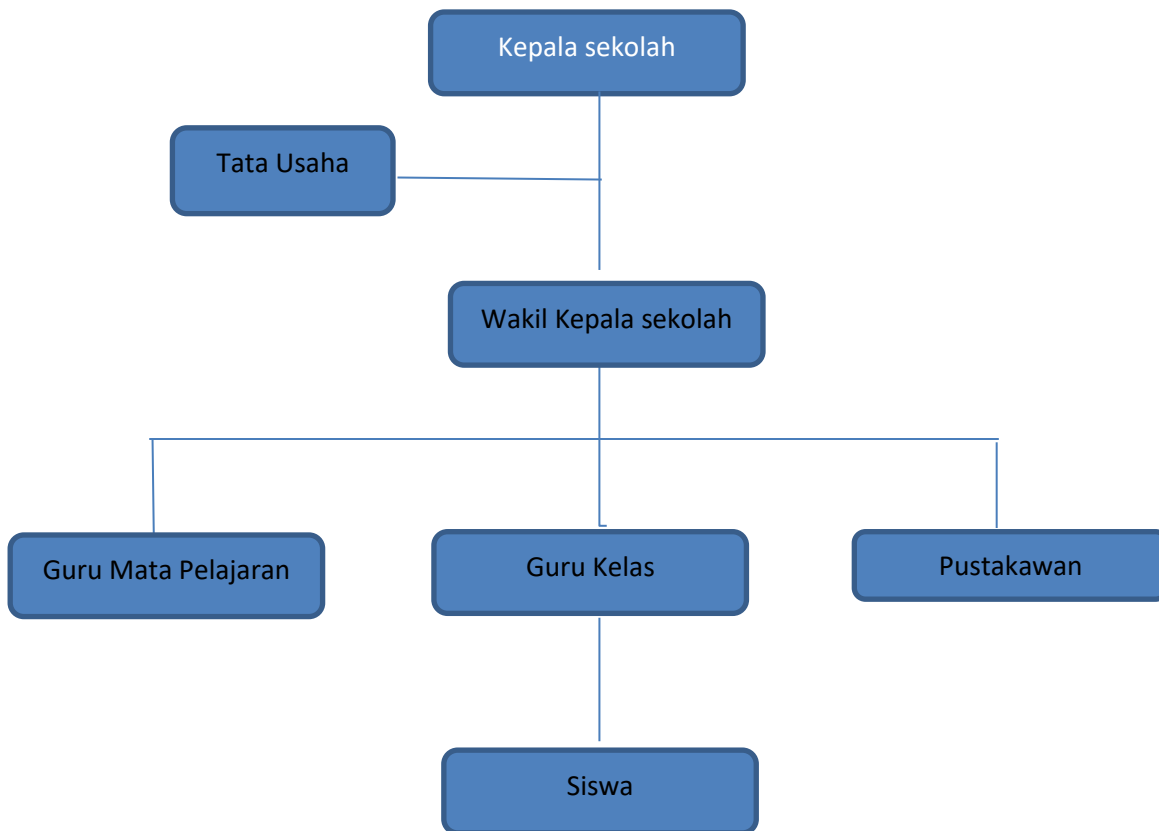 Kepala sekolah
Tata Usaha
Wakil Kepala sekolah
Guru Mata Pelajaran
Guru Kelas
Pustakawan
Siswa